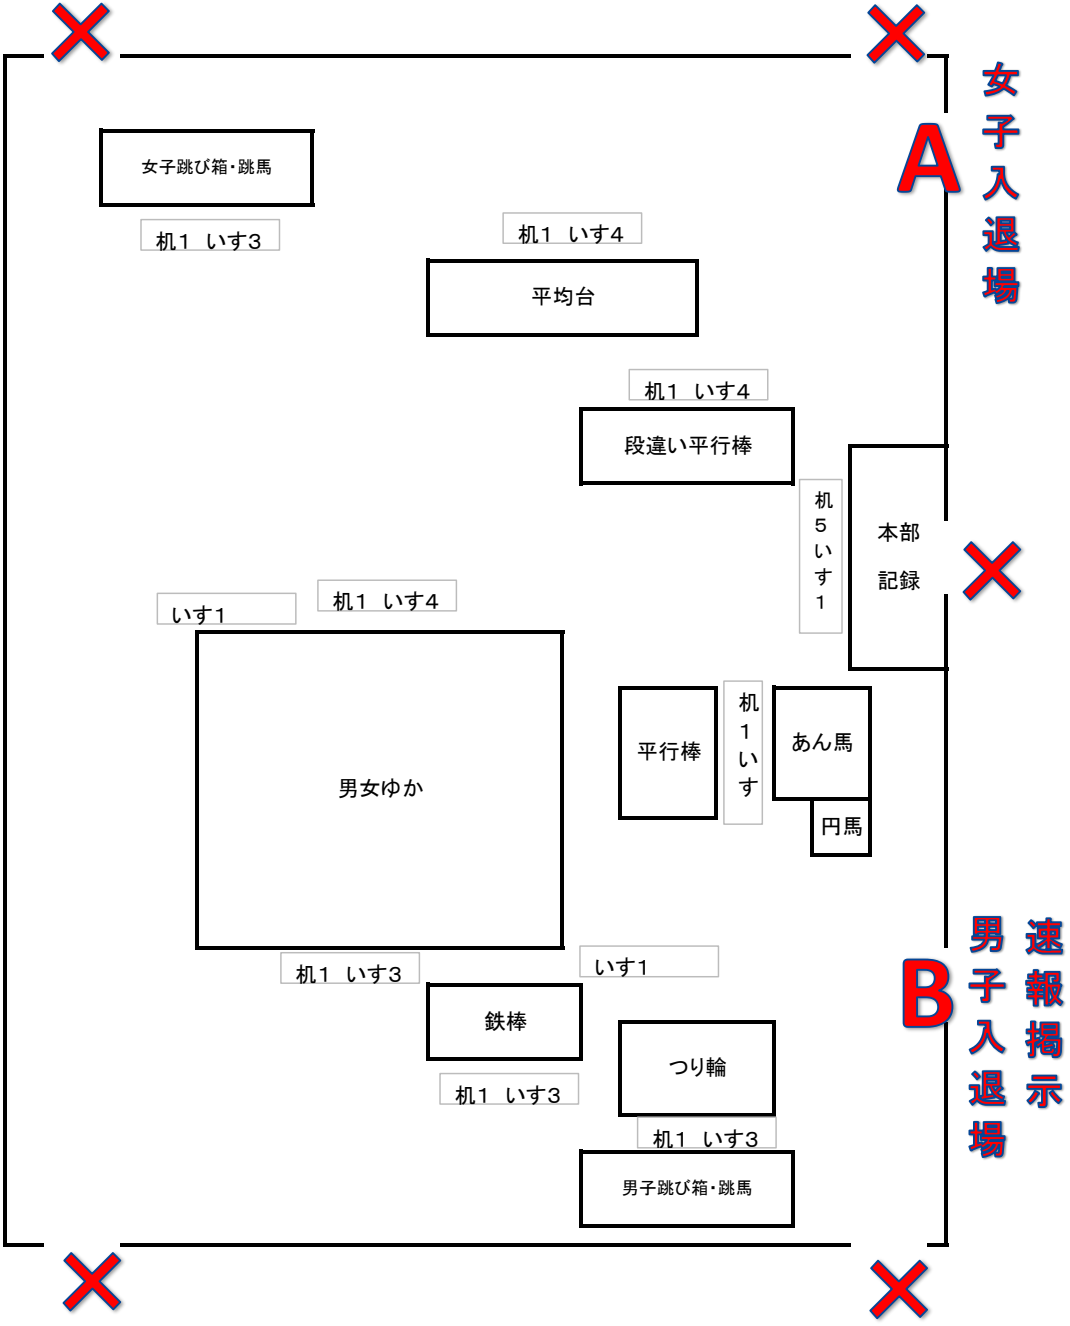 女子入退場
A
女子跳び箱・跳馬
机1 いす3
机1 いす4
平均台
机1 いす4
段違い平行棒
机5いす1
本部
記録
机1 いす4
いす1
男女ゆか
平行棒
机1いす
あん馬
円馬
机1 いす3
いす1
鉄棒
机1 いす3
つり輪
机1 いす3
男子跳び箱・跳馬
B
男子入退場
速報掲示